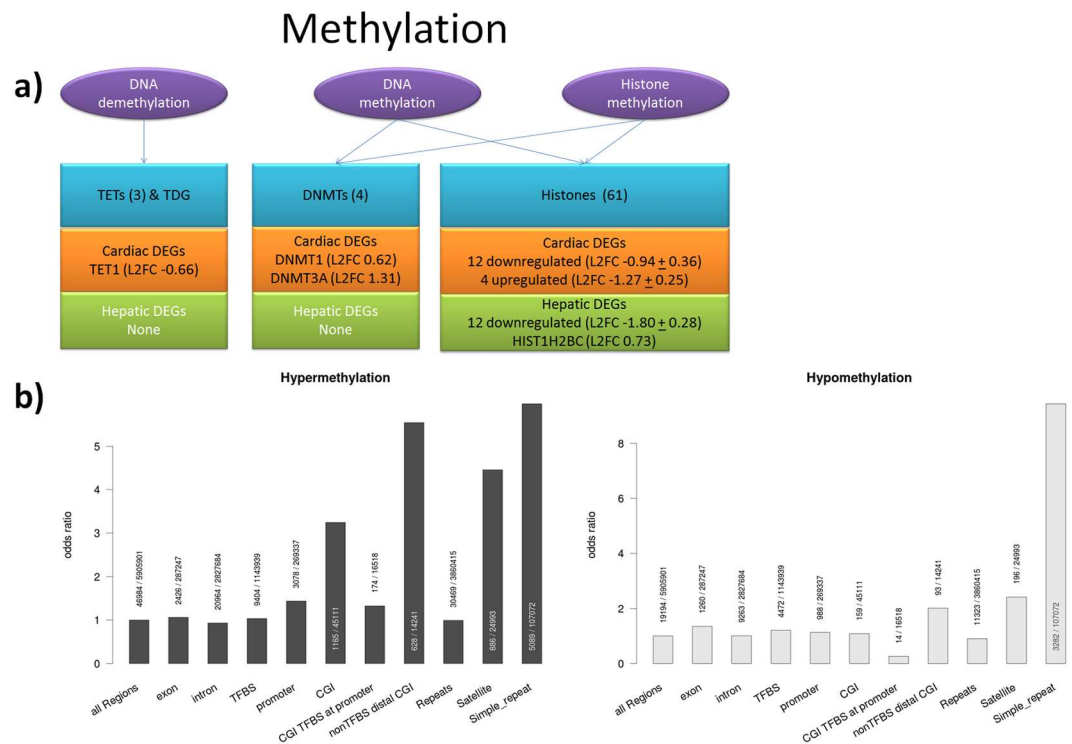 Methylation
a)
DNA
demethylation
DNA
methylation
Histone
methylation
TETs (3) & TDG
DNMTs (4)
Histones (61)
Cardiac DEGs
TET1 (L2FC -0.66)
Cardiac DEGs
DNMT1 (L2FC 0.62)
DNMT3A (L2FC 1.31)
Cardiac DEGs
12 downregulated (L2FC -0.94 ± 0.36)
4 upregulated (L2FC -1.27 ± 0.25)
Hepatic DEGs
None
Hepatic DEGs
None
Hepatic DEGs
12 downregulated (L2FC -1.80 ± 0.28)
HIST1H2BC (L2FC 0.73)
b)
Hypermethylation
odds ratio
5
4
3
2
1
0
46984 / 5905901
2426 / 287247
20964 / 2827684
9404 / 1143939
3078 / 269337
1165 / 45111
174 / 16518
628 / 14241
30469 / 3860415
886 / 24993
5089 / 107072
all Regions
exon
intron
TFBS
promoter
CGI
CGI TFBS at promoter
nonTFBS distal CGI
Repeats
Satellite
Simple_repeat
Hypomethylation
odds ratio
8
6
4
2
0
19194 / 5905901
1260 / 287247
9263 / 2827684
4472 / 1143939
988 / 269337
159 / 45111
14 / 16518
93 / 14241
11323 / 3860415
196 / 24993
3282 / 107072
all Regions
exon
intron
TFBS
promoter
CGI
CGI TFBS at promoter
nonTFBS distal CGI
Repeats
Satellite
Simple_repeat